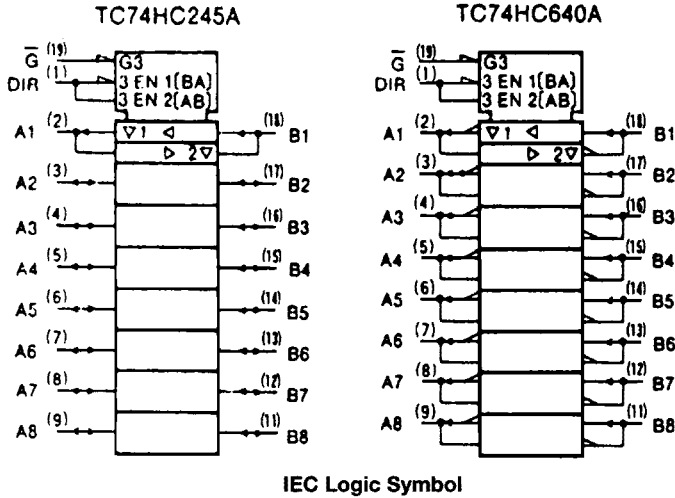 TC74HC245A
G (19) G3
DIR (1) 3 EN 1[BA]
3 EN 2[AB]
A1 (2) ▽1 ◁ (18) B1
▷ 2▽
A2 (3) (17) B2
A3 (4) (16) B3
A4 (5) (15) B4
A5 (6) (14) B5
A6 (7) (13) B6
A7 (8) (12) B7
A8 (9) (11) B8
TC74HC640A
G (19) G3
DIR (1) 3 EN 1[BA]
3 EN 2[AB]
A1 (2) ▽1 ◁ (18) B1
▷ 2▽
A2 (3) (17) B2
A3 (4) (16) B3
A4 (5) (15) B4
A5 (6) (14) B5
A6 (7) (13) B6
A7 (8) (12) B7
A8 (9) (11) B8
IEC Logic Symbol